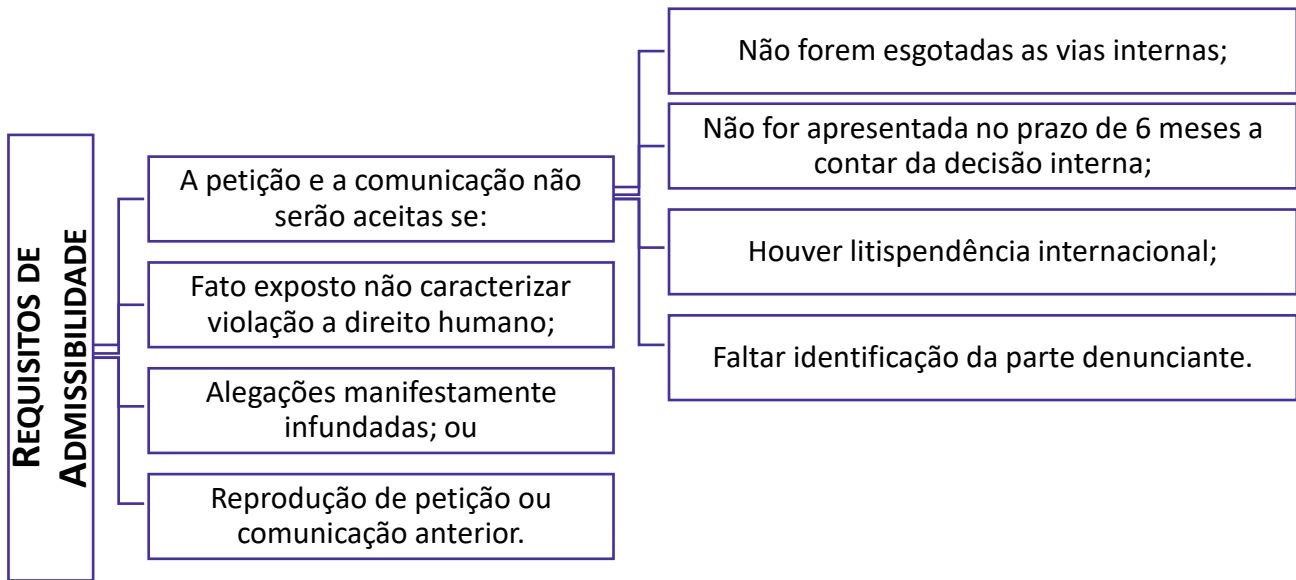 REQUISITOS DE
ADMISSIBILIDADE
A petição e a comunicação não
serão aceitas se:
Não forem esgotadas as vias internas;
Não for apresentada no prazo de 6 meses a
contar da decisão interna;
Houver litispendência internacional;
Faltar identificação da parte denunciante.
Fato exposto não caracterizar
violação a direito humano;
Alegações manifestamente
infundadas; ou
Reprodução de petição ou
comunicação anterior.